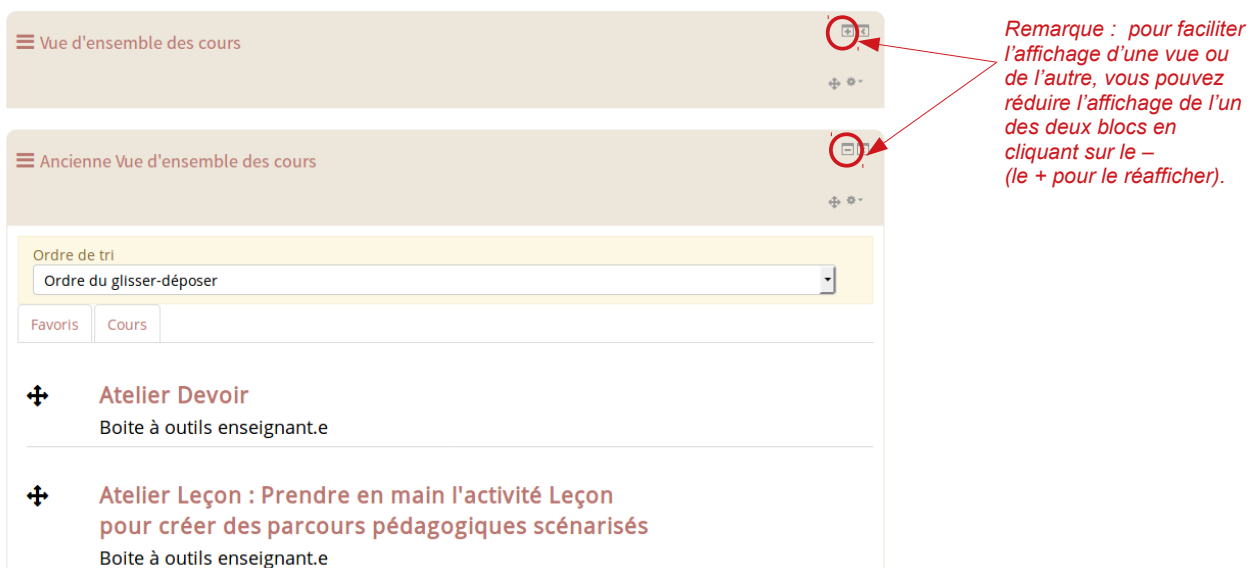 Vue d'ensemble des cours
Remarque : pour faciliter
l'affichage d'une vue ou
de l'autre, vous pouvez
réduire l'affichage de l'un
des deux blocs en
cliquant sur le –
(le + pour le réafficher).
Ancienne Vue d'ensemble des cours
Ordre de tri
Ordre du glisser-déposer
Favoris
Cours
Atelier Devoir
Boite à outils enseignant.e
Atelier Leçon : Prendre en main l'activité Leçon
pour créer des parcours pédagogiques scénarisés
Boite à outils enseignant.e